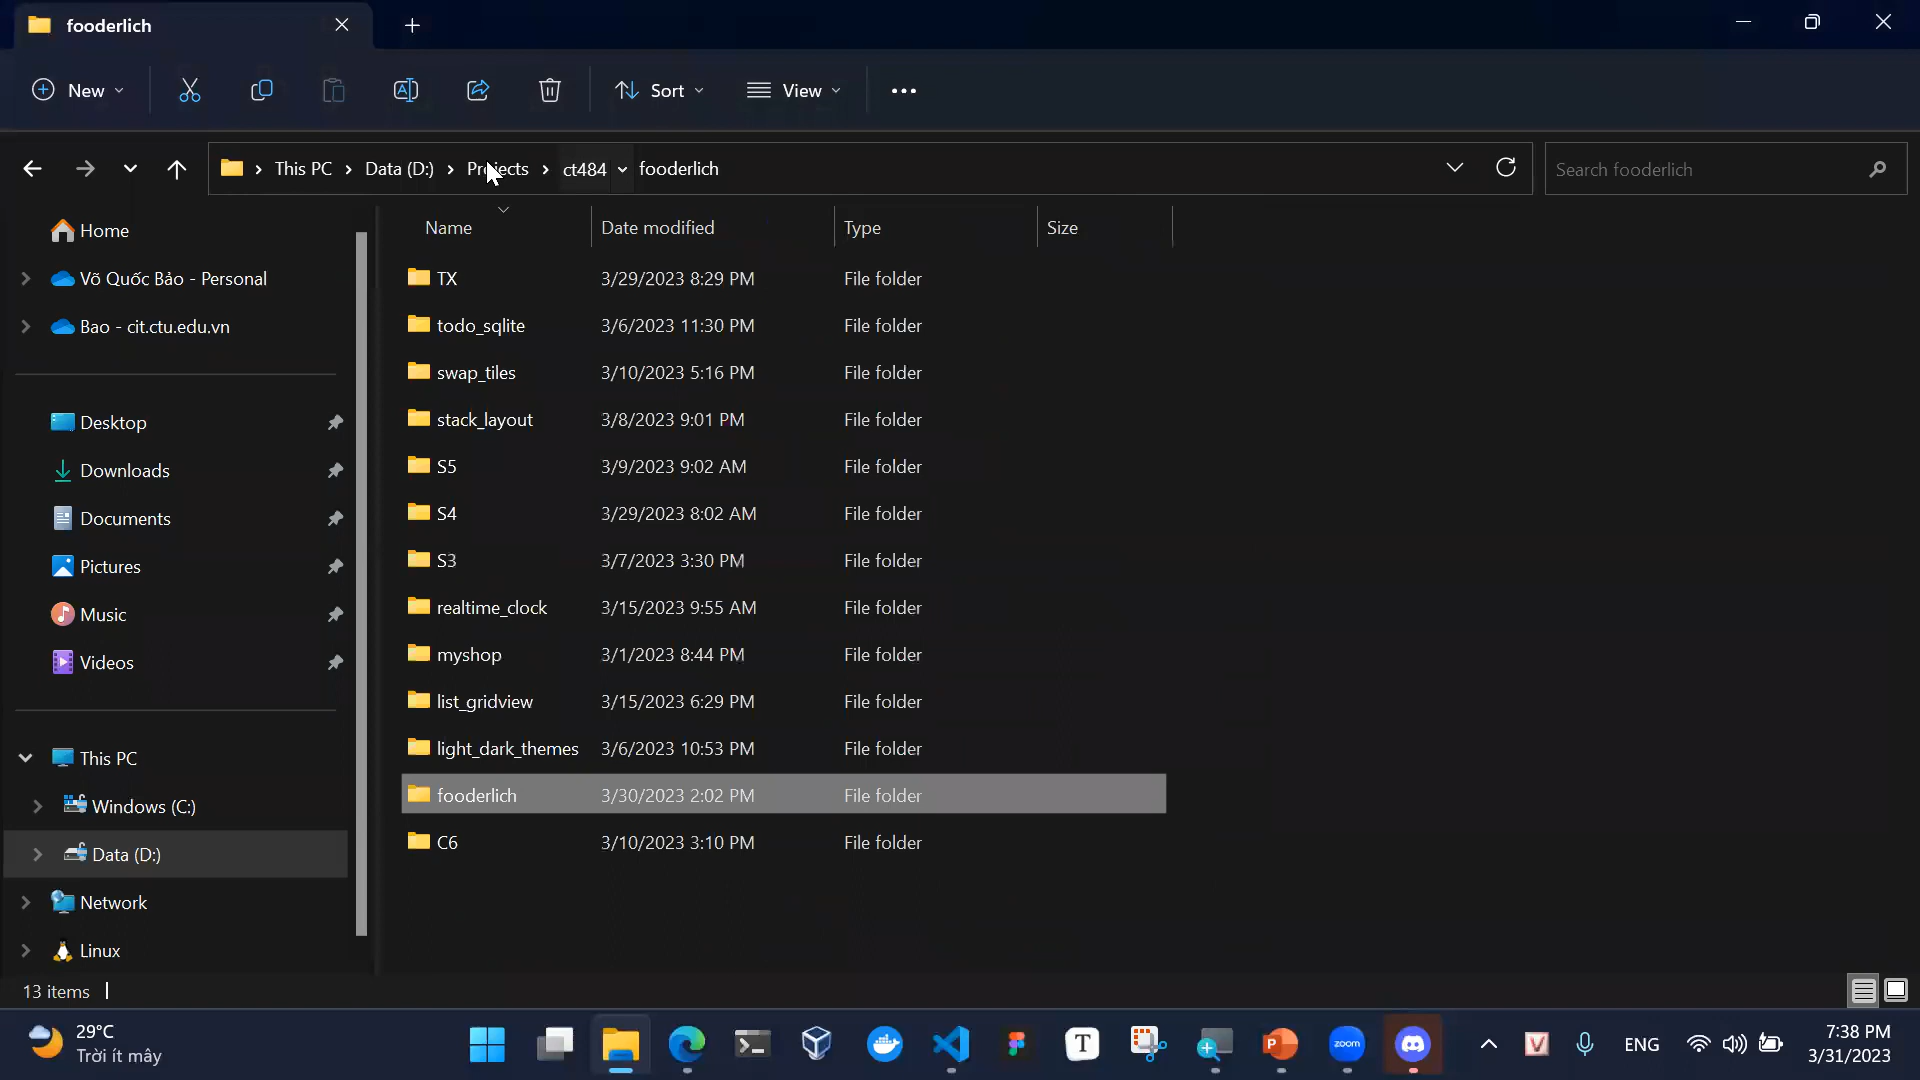 fooderlich
New
Sort
View
This PC
Data (D:)
Projects
ct484
fooderlich
Search fooderlich
Name
Date modified
Type
Size
Home
Võ Quốc Bảo - Personal
Bao - cit.ctu.edu.vn
Desktop
Downloads
Documents
Pictures
Music
Videos
This PC
Windows (C:)
Data (D:)
Network
Linux
TX 3/29/2023 8:29 PM File folder
todo_sqlite 3/6/2023 11:30 PM File folder
swap_tiles 3/10/2023 5:16 PM File folder
stack_layout 3/8/2023 9:01 PM File folder
S5 3/9/2023 9:02 AM File folder
S4 3/29/2023 8:02 AM File folder
S3 3/7/2023 3:30 PM File folder
realtime_clock 3/15/2023 9:55 AM File folder
myshop 3/1/2023 8:44 PM File folder
list_gridview 3/15/2023 6:29 PM File folder
light_dark_themes 3/6/2023 10:53 PM File folder
fooderlich 3/30/2023 2:02 PM File folder
C6 3/10/2023 3:10 PM File folder
13 items
29°C
Trời ít mây
T
zoom
V
ENG
7:38 PM
3/31/2023